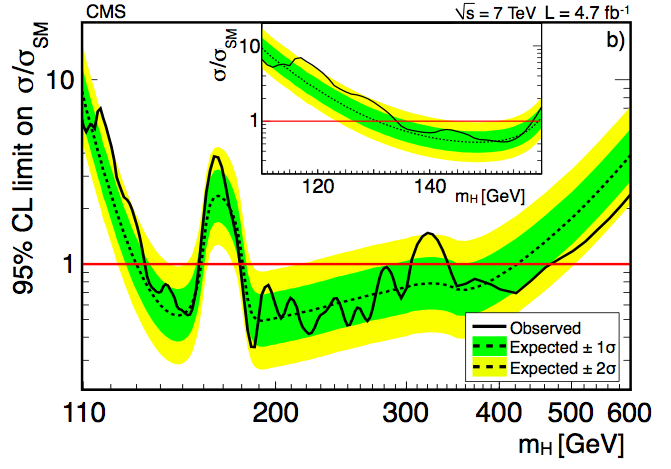 CMS
√s = 7 TeV L = 4.7 fb⁻¹
b)
95% CL limit on σ/σSM
10
1
σ/σSM
10
1
120
140
mH [GeV]
Observed
Expected ± 1σ
Expected ± 2σ
110
200
300
400
500
600
mH [GeV]